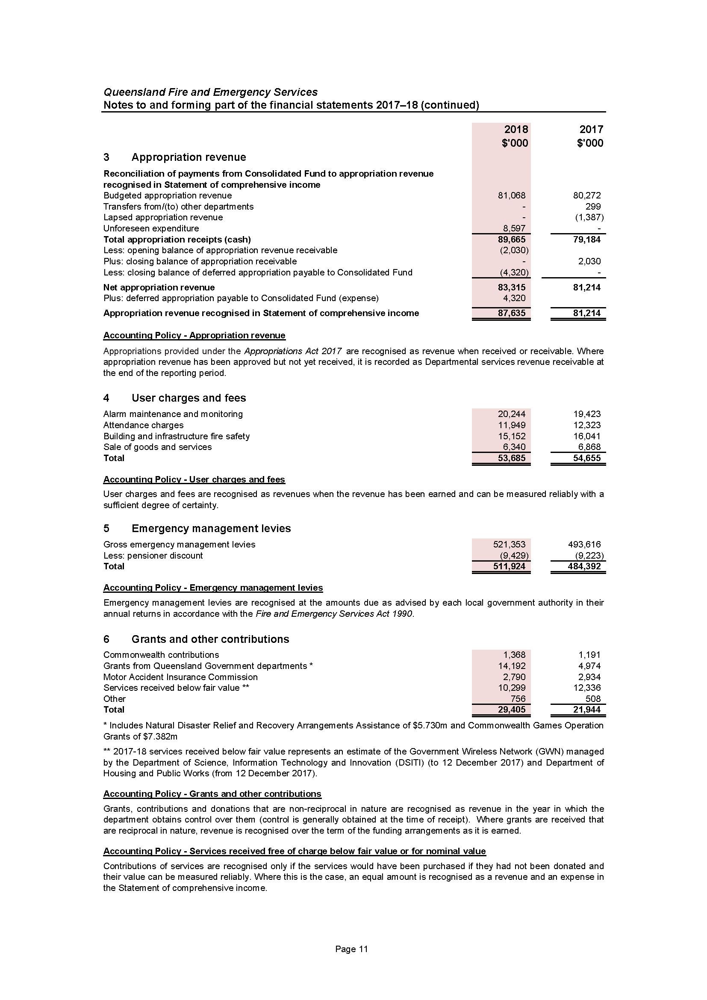 Queensland Fire and Emergency Services
Notes to and forming part of the financial statements 2017–18 (continued)
2018 2017
$'000 $'000
3 Appropriation revenue
Reconciliation of payments from Consolidated Fund to appropriation revenue
recognised in Statement of comprehensive income
Budgeted appropriation revenue 81,068 80,272
Transfers from/(to) other departments - 299
Lapsed appropriation revenue - (1,387)
Unforeseen expenditure 8,597 -
Total appropriation receipts (cash) 89,665 79,184
Less: opening balance of appropriation revenue receivable (2,030)
Plus: closing balance of appropriation receivable - 2,030
Less: closing balance of deferred appropriation payable to Consolidated Fund (4,320) -
Net appropriation revenue 83,315 81,214
Plus: deferred appropriation payable to Consolidated Fund (expense) 4,320
Appropriation revenue recognised in Statement of comprehensive income 87,635 81,214
Accounting Policy - Appropriation revenue
Appropriations provided under the Appropriations Act 2017 are recognised as revenue when received or receivable. Where
appropriation revenue has been approved but not yet received, it is recorded as Departmental services revenue receivable at
the end of the reporting period.
4 User charges and fees
Alarm maintenance and monitoring 20,244 19,423
Attendance charges 11,949 12,323
Building and infrastructure fire safety 15,152 16,041
Sale of goods and services 6,340 6,868
Total 53,685 54,655
Accounting Policy - User charges and fees
User charges and fees are recognised as revenues when the revenue has been earned and can be measured reliably with a
sufficient degree of certainty.
5 Emergency management levies
Gross emergency management levies 521,353 493,616
Less: pensioner discount (9,429) (9,223)
Total 511,924 484,392
Accounting Policy - Emergency management levies
Emergency management levies are recognised at the amounts due as advised by each local government authority in their
annual returns in accordance with the Fire and Emergency Services Act 1990.
6 Grants and other contributions
Commonwealth contributions 1,368 1,191
Grants from Queensland Government departments * 14,192 4,974
Motor Accident Insurance Commission 2,790 2,934
Services received below fair value ** 10,299 12,336
Other 756 508
Total 29,405 21,944
* Includes Natural Disaster Relief and Recovery Arrangements Assistance of $5.730m and Commonwealth Games Operation
Grants of $7.382m
** 2017-18 services received below fair value represents an estimate of the Government Wireless Network (GWN) managed
by the Department of Science, Information Technology and Innovation (DSITI) (to 12 December 2017) and Department of
Housing and Public Works (from 12 December 2017).
Accounting Policy - Grants and other contributions
Grants, contributions and donations that are non-reciprocal in nature are recognised as revenue in the year in which the
department obtains control over them (control is generally obtained at the time of receipt). Where grants are received that
are reciprocal in nature, revenue is recognised over the term of the funding arrangements as it is earned.
Accounting Policy - Services received free of charge below fair value or for nominal value
Contributions of services are recognised only if the services would have been purchased if they had not been donated and
their value can be measured reliably. Where this is the case, an equal amount is recognised as a revenue and an expense in
the Statement of comprehensive income.
Page 11